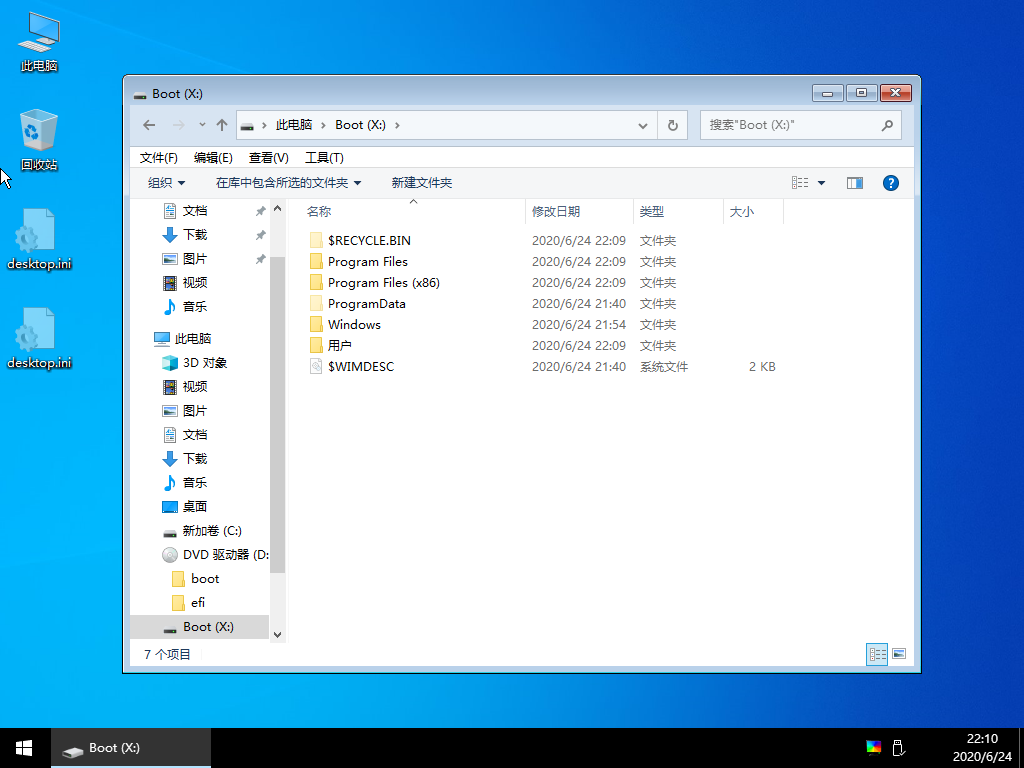 此电脑
回收站
desktop.ini
desktop.ini
Boot (X:)
此电脑 Boot (X:)
搜索"Boot (X:)"
文件(F) 编辑(E) 查看(V) 工具(T)
组织 在库中包含所选的文件夹 新建文件夹
文档
下载
图片
视频
音乐
此电脑
3D 对象
视频
图片
文档
下载
音乐
桌面
新加卷 (C:)
DVD 驱动器 (D:
boot
efi
Boot (X:)
名称 修改日期 类型 大小
$RECYCLE.BIN 2020/6/24 22:09 文件夹
Program Files 2020/6/24 22:09 文件夹
Program Files (x86) 2020/6/24 22:09 文件夹
ProgramData 2020/6/24 21:40 文件夹
Windows 2020/6/24 21:54 文件夹
用户 2020/6/24 22:09 文件夹
$WIMDESC 2020/6/24 21:40 系统文件 2 KB
7 个项目
Boot (X:)
22:10
2020/6/24